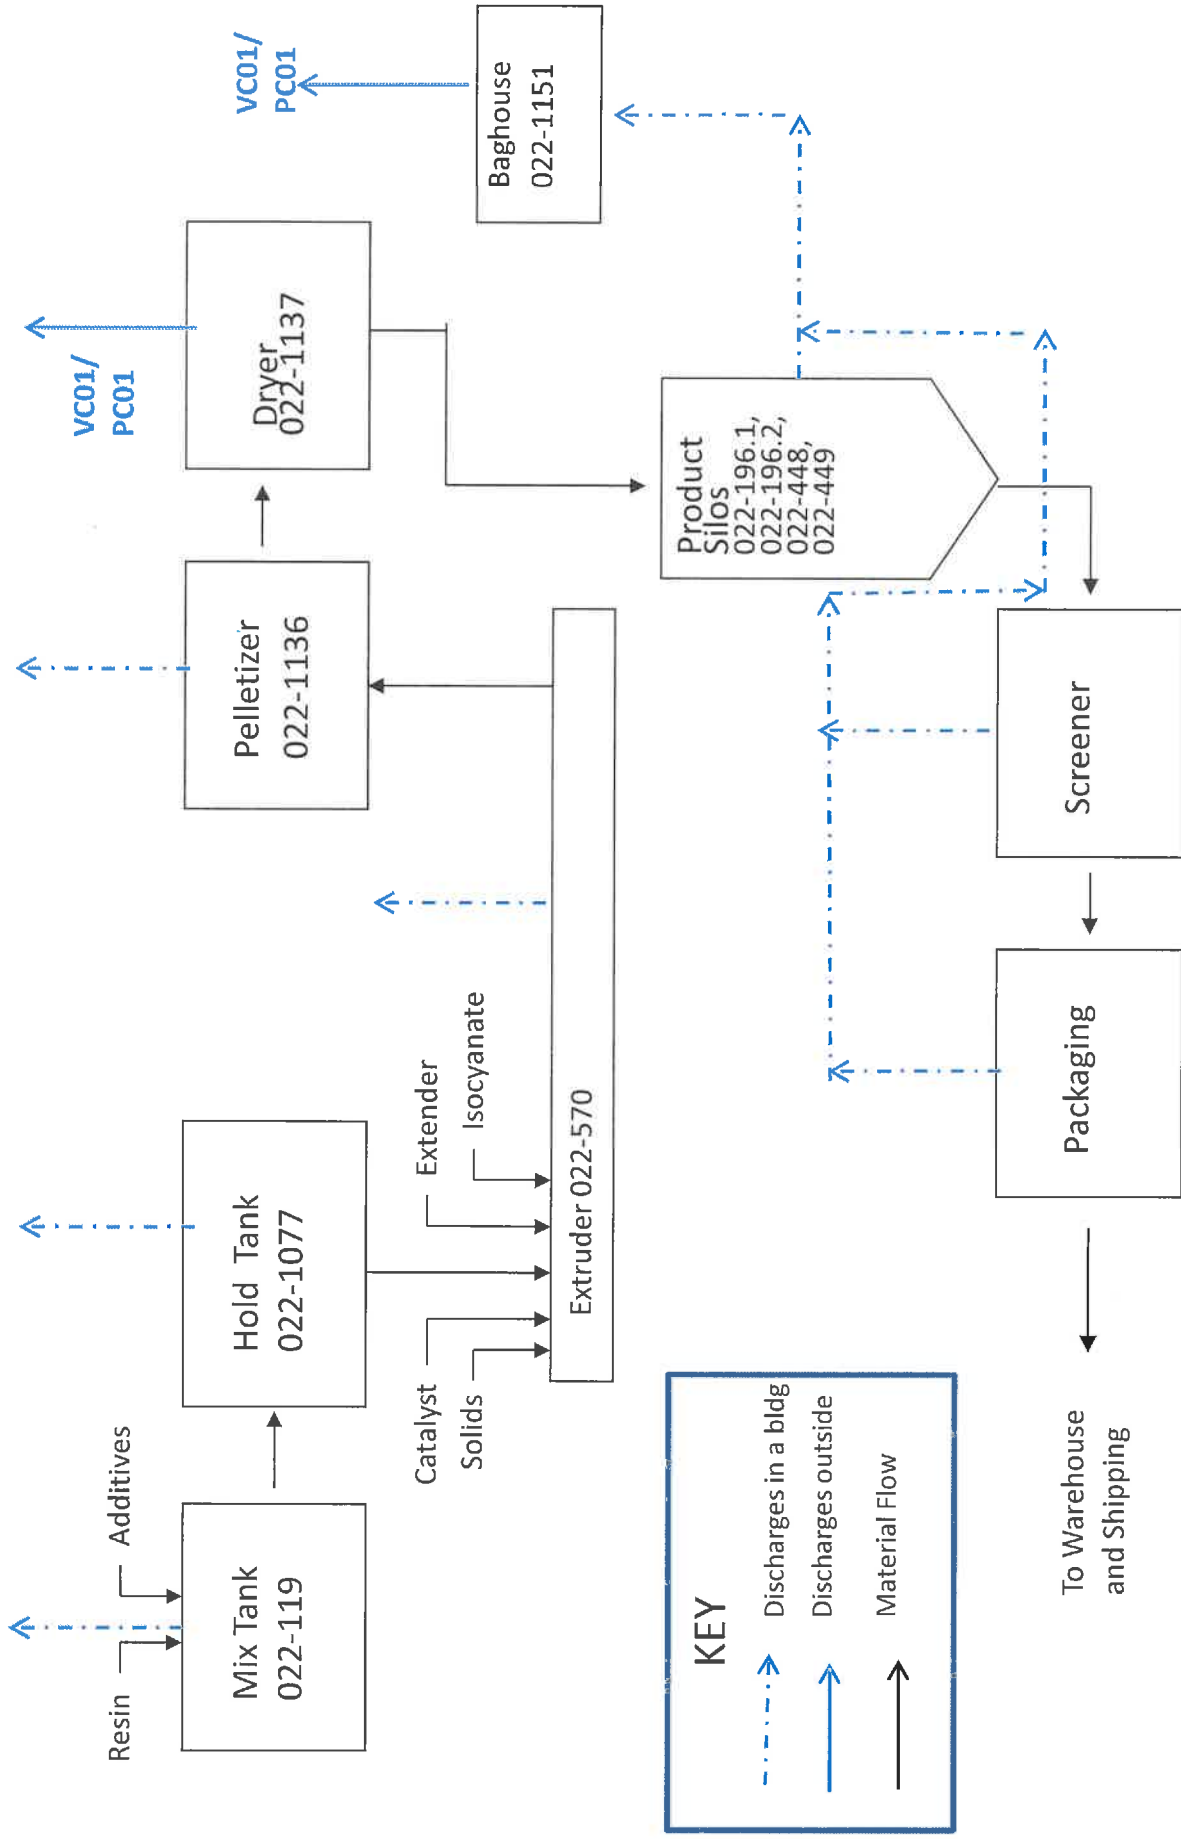 Resin
Additives
Mix Tank
022-119
Hold Tank
022-1077
Catalyst
Solids
Extender
Isocyanate
Extruder 022-570
Pelletizer
022-1136
VC01/
PC01
Dryer
022-1137
VC01/
PC01
Baghouse
022-1151
Product
Silos
022-196.1,
022-196.2,
022-448,
022-449
Screener
Packaging
To Warehouse
and Shipping
KEY
Discharges in a bldg
Discharges outside
Material Flow